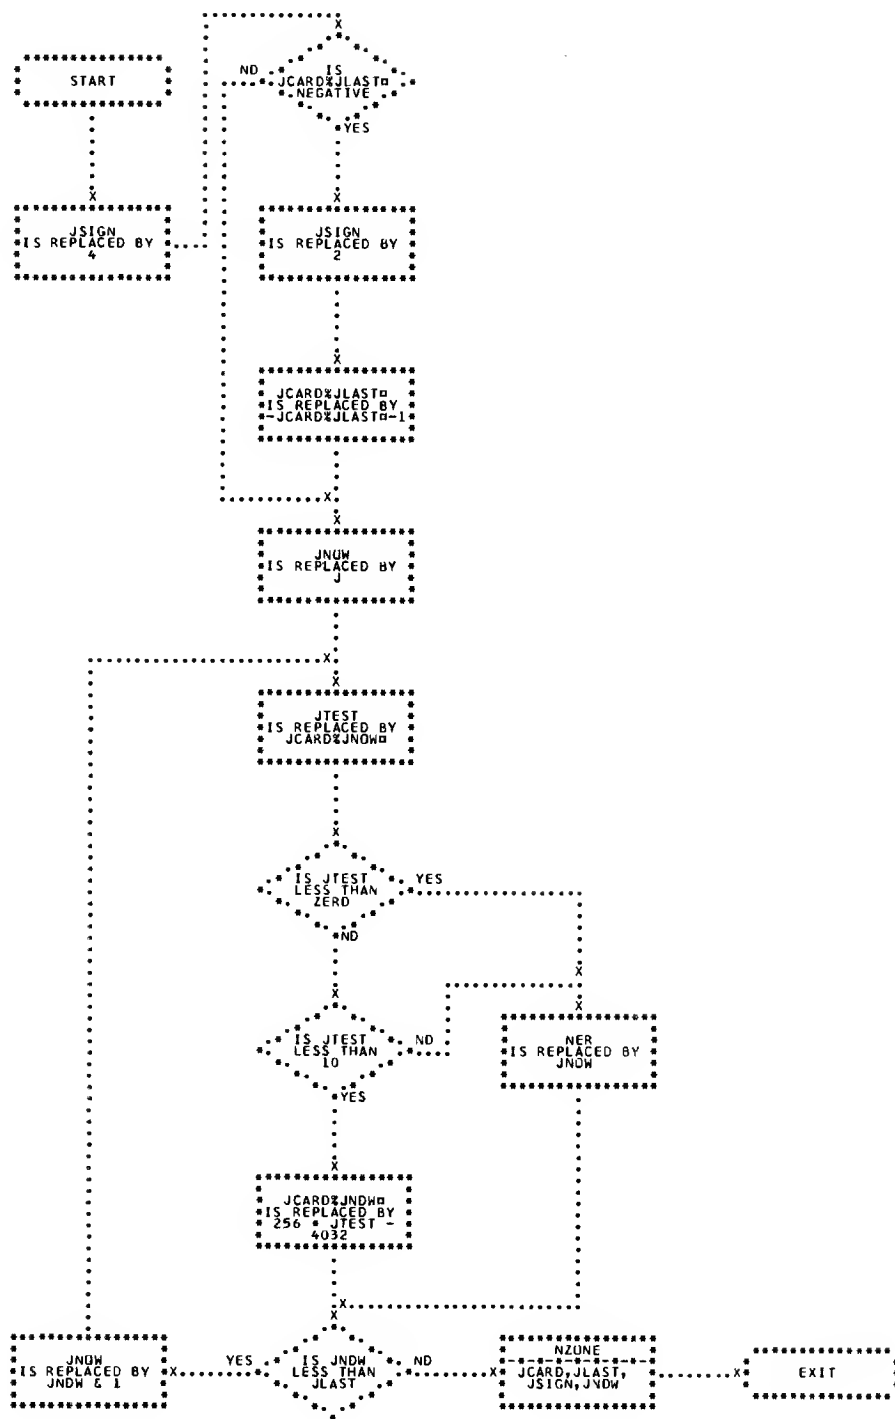 START
JSIGN
IS REPLACED BY
4
IS
JCARD%JLAST¤
NEGATIVE
NO
YES
JSIGN
IS REPLACED BY
2
JCARD%JLAST¤
IS REPLACED BY
-JCARD%JLAST¤-1
JNOW
IS REPLACED BY
J
JTEST
IS REPLACED BY
JCARD%JNOW¤
IS JTEST
LESS THAN
ZERO
YES
NO
IS JTEST
LESS THAN
10
NO
YES
NER
IS REPLACED BY
JNOW
JCARD%JNOW¤
IS REPLACED BY
256 * JTEST -
4032
IS JNOW
LESS THAN
JLAST
YES
NO
JNOW
IS REPLACED BY
JNOW & 1
NZONE
JCARD,JLAST,
JSIGN,JNOW
EXIT